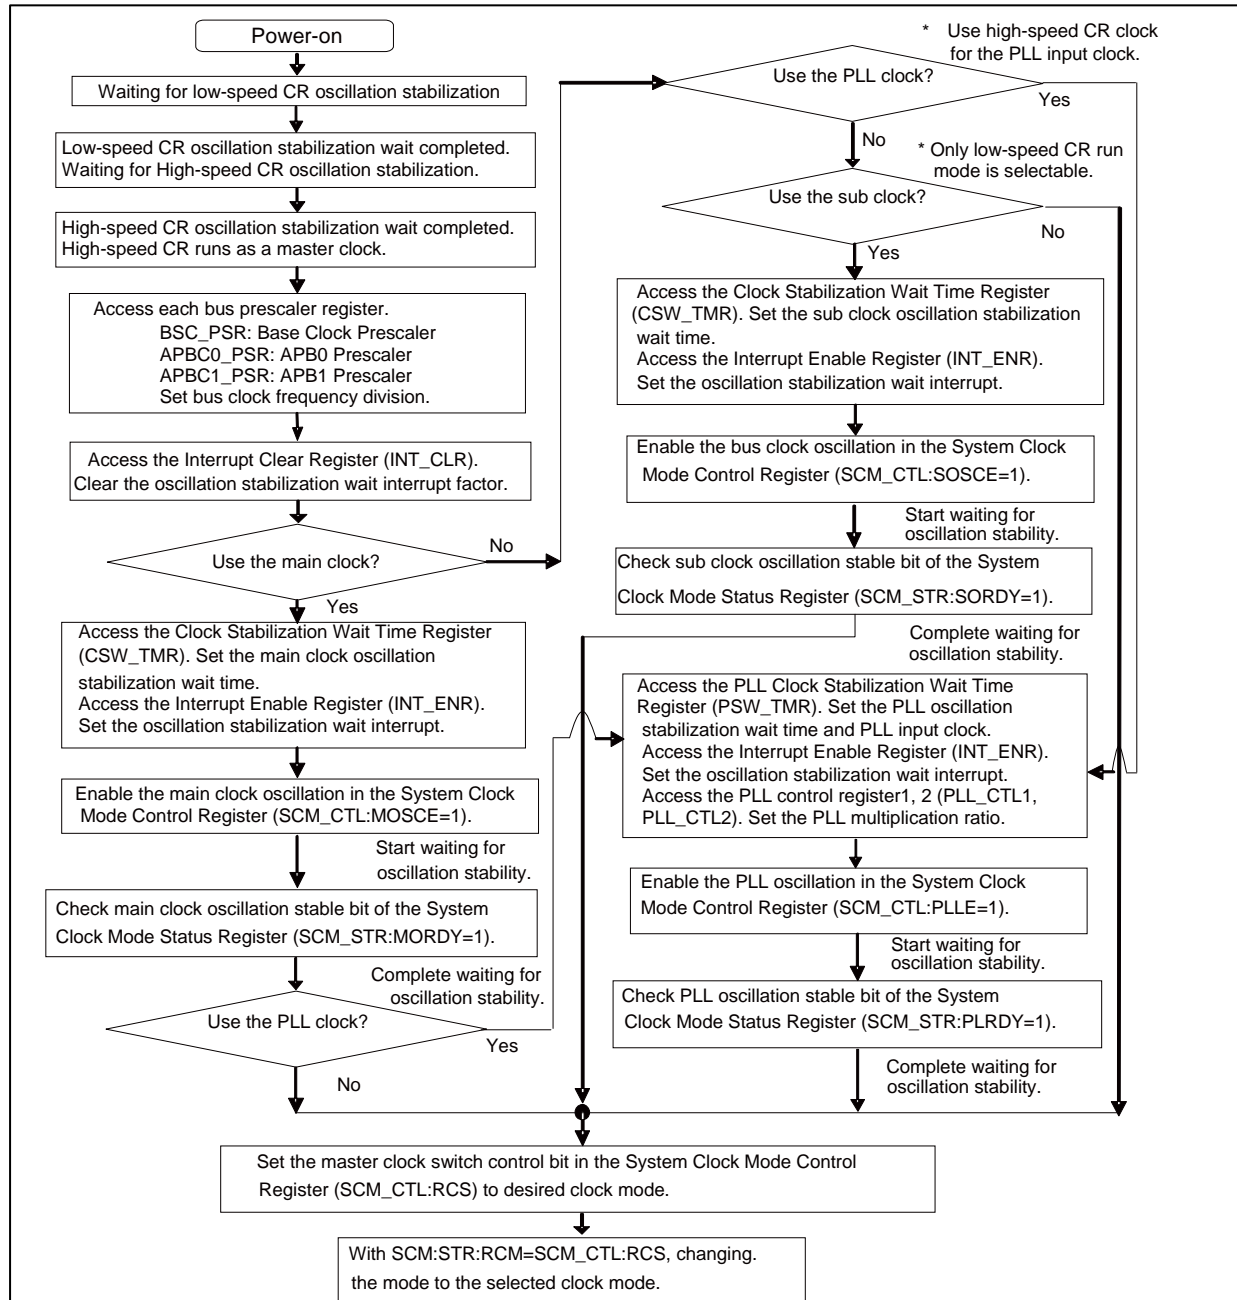 Power-on
Waiting for low-speed CR oscillation stabilization
Low-speed CR oscillation stabilization wait completed.
Waiting for High-speed CR oscillation stabilization.
High-speed CR oscillation stabilization wait completed.
High-speed CR runs as a master clock.
Access each bus prescaler register.
BSC_PSR: Base Clock Prescaler
APBC0_PSR: APB0 Prescaler
APBC1_PSR: APB1 Prescaler
Set bus clock frequency division.
Access the Interrupt Clear Register (INT_CLR).
Clear the oscillation stabilization wait interrupt factor.
Use the main clock?
No
Yes
Access the Clock Stabilization Wait Time Register
(CSW_TMR). Set the main clock oscillation
stabilization wait time.
Access the Interrupt Enable Register (INT_ENR).
Set the oscillation stabilization wait interrupt.
Enable the main clock oscillation in the System Clock
Mode Control Register (SCM_CTL:MOSCE=1).
Start waiting for
oscillation stability.
Check main clock oscillation stable bit of the System
Clock Mode Status Register (SCM_STR:MORDY=1).
Complete waiting for
oscillation stability.
Use the PLL clock?
Yes
No
* Use high-speed CR clock
for the PLL input clock.
Use the PLL clock?
Yes
No
* Only low-speed CR run
mode is selectable.
Use the sub clock?
No
Yes
Access the Clock Stabilization Wait Time Register
(CSW_TMR). Set the sub clock oscillation stabilization
wait time.
Access the Interrupt Enable Register (INT_ENR).
Set the oscillation stabilization wait interrupt.
Enable the bus clock oscillation in the System Clock
Mode Control Register (SCM_CTL:SOSCE=1).
Start waiting for
oscillation stability.
Check sub clock oscillation stable bit of the System
Clock Mode Status Register (SCM_STR:SORDY=1).
Complete waiting for
oscillation stability.
Access the PLL Clock Stabilization Wait Time
Register (PSW_TMR). Set the PLL oscillation
stabilization wait time and PLL input clock.
Access the Interrupt Enable Register (INT_ENR).
Set the oscillation stabilization wait interrupt.
Access the PLL control register1, 2 (PLL_CTL1,
PLL_CTL2). Set the PLL multiplication ratio.
Enable the PLL oscillation in the System Clock
Mode Control Register (SCM_CTL:PLLE=1).
Start waiting for
oscillation stability.
Check PLL oscillation stable bit of the System
Clock Mode Status Register (SCM_STR:PLRDY=1).
Complete waiting for
oscillation stability.
Set the master clock switch control bit in the System Clock Mode Control
Register (SCM_CTL:RCS) to desired clock mode.
With SCM:STR:RCM=SCM_CTL:RCS, changing.
the mode to the selected clock mode.